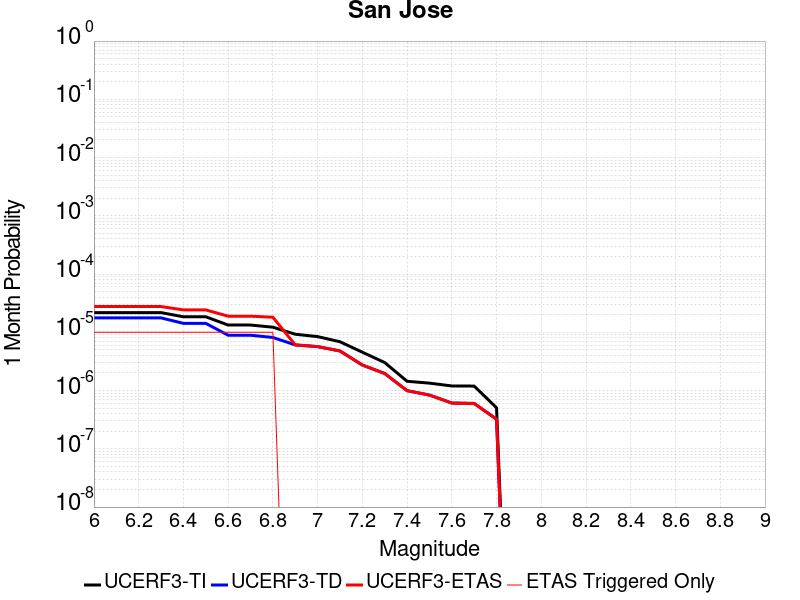 San Jose
1 Month Probability
10^0
10^-1
10^-2
10^-3
10^-4
10^-5
10^-6
10^-7
10^-8
6 6.2 6.4 6.6 6.8 7 7.2 7.4 7.6 7.8 8 8.2 8.4 8.6 8.8 9
Magnitude
UCERF3-TI UCERF3-TD UCERF3-ETAS ETAS Triggered Only